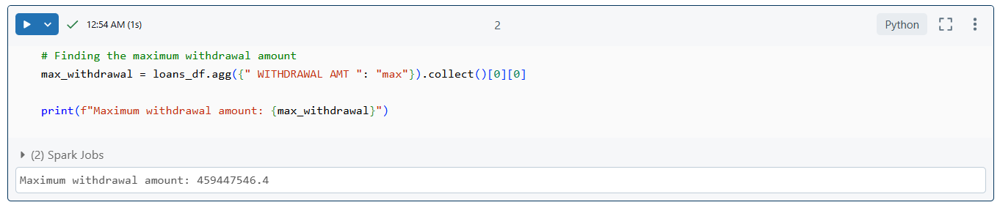 12:54 AM (1s)
2
Python
# Finding the maximum withdrawal amount
max_withdrawal = loans_df.agg({" WITHDRAWAL AMT ": "max"}).collect()[0][0]
print(f"Maximum withdrawal amount: {max_withdrawal}")
(2) Spark Jobs
Maximum withdrawal amount: 459447546.4